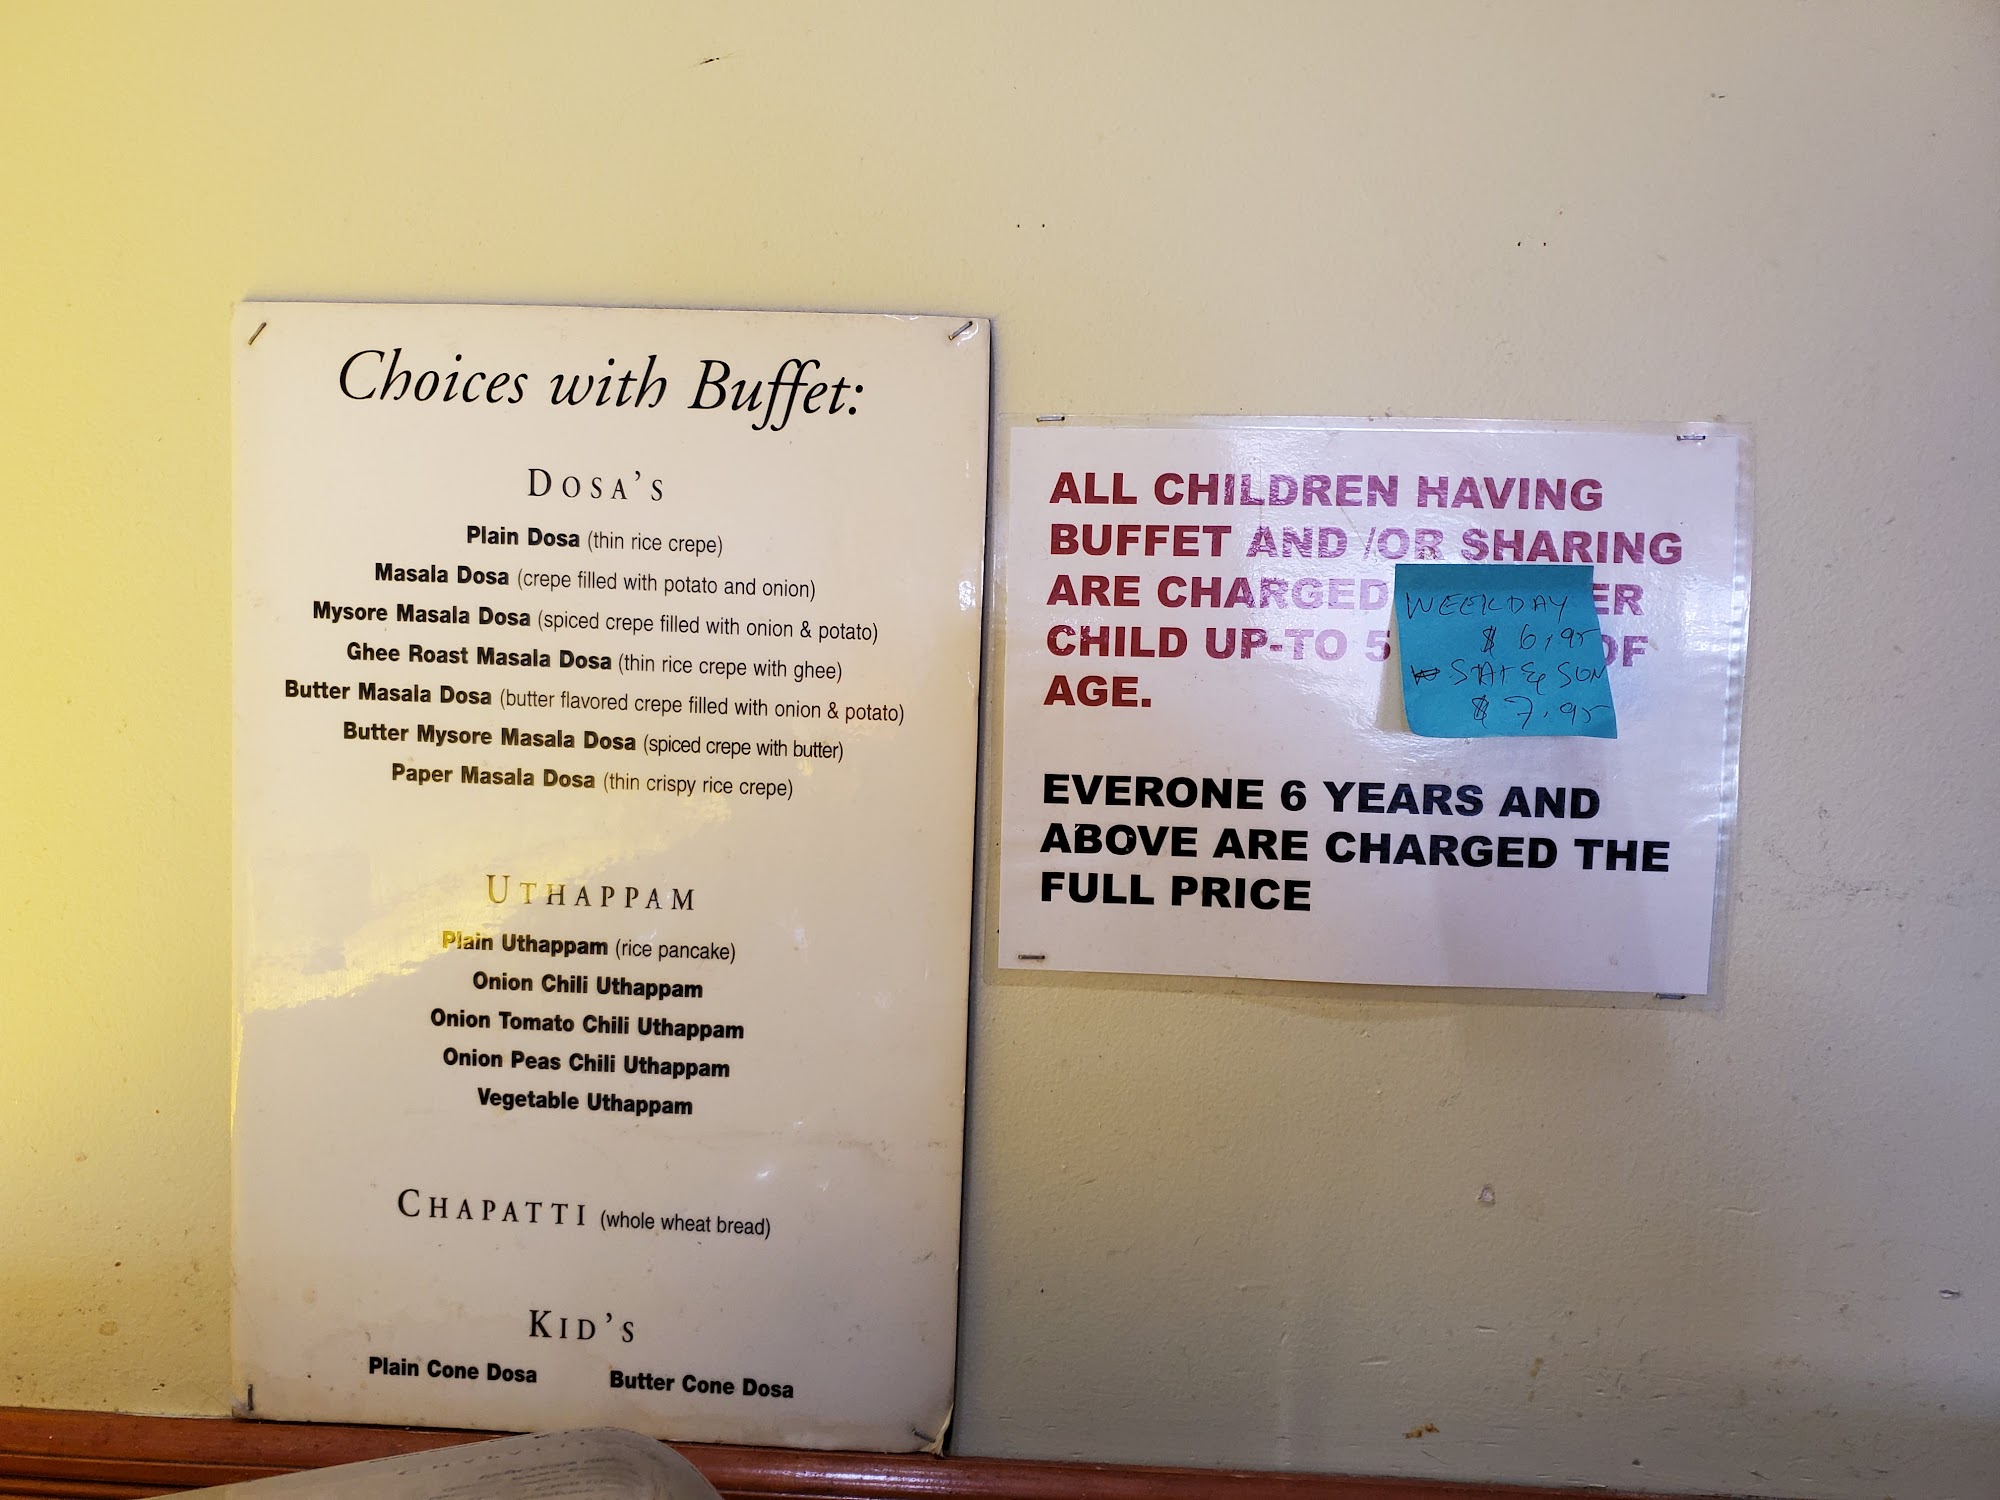 Choices with Buffet:
DOSA'S
Plain Dosa (thin rice crepe)
Masala Dosa (crepe filled with potato and onion)
Mysore Masala Dosa (spiced crepe filled with onion & potato)
Ghee Roast Masala Dosa (thin rice crepe with ghee)
Butter Masala Dosa (butter flavored crepe filled with onion & potato)
Butter Mysore Masala Dosa (spiced crepe with butter)
Paper Masala Dosa (thin crispy rice crepe)
UTHAPPAM
Plain Uthappam (rice pancake)
Onion Chili Uthappam
Onion Tomato Chili Uthappam
Onion Peas Chili Uthappam
Vegetable Uthappam
CHAPATTI (whole wheat bread)
KID'S
Plain Cone Dosa Butter Cone Dosa
ALL CHILDREN HAVING
BUFFET AND /OR SHARING
ARE CHARGED ER
CHILD UP-TO 5 OF
AGE.
WEEKDAY
$ 6.95
STAT & SUN
$ 7.95
EVERONE 6 YEARS AND
ABOVE ARE CHARGED THE
FULL PRICE